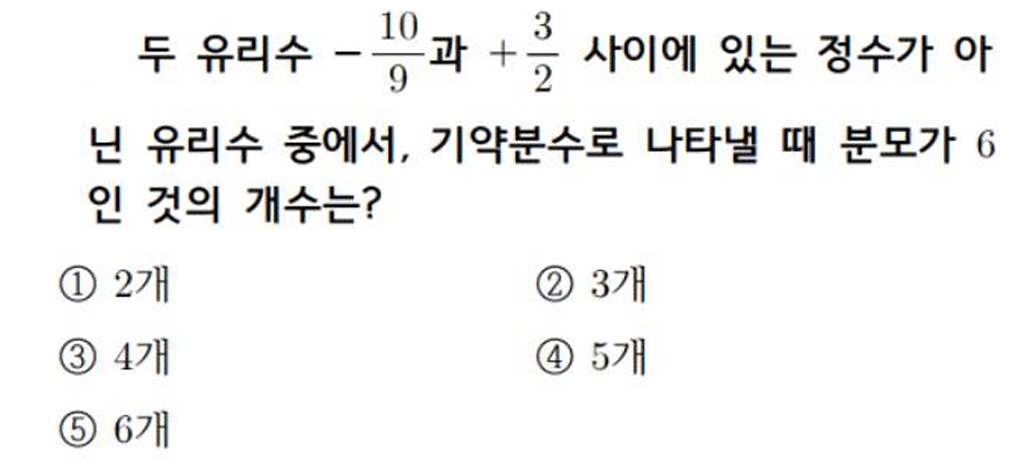 두 유리수 −10/9과 +3/2 사이에 있는 정수가 아
닌 유리수 중에서, 기약분수로 나타낼 때 분모가 6
인 것의 개수는?
① 2개 ② 3개
③ 4개 ④ 5개
⑤ 6개